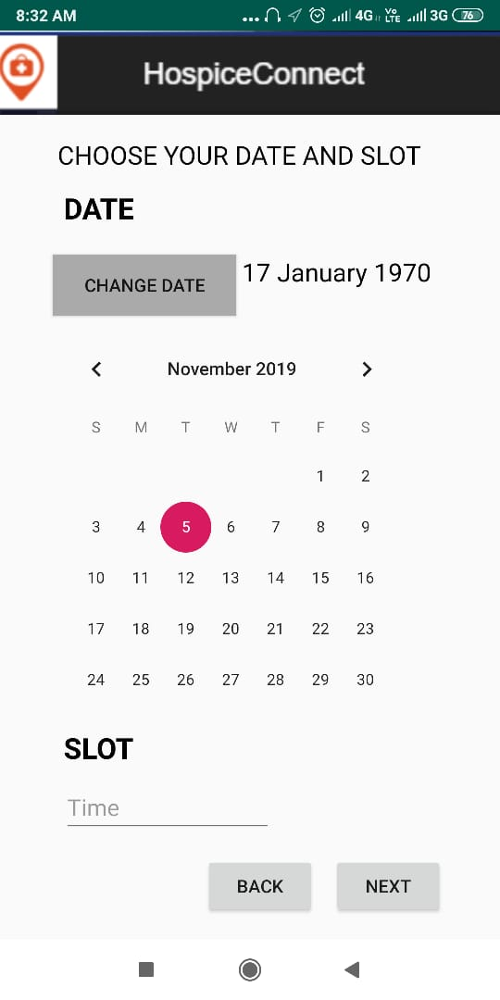 8:32 AM 4G Vo LTE 3G 76
HospiceConnect
CHOOSE YOUR DATE AND SLOT
DATE
CHANGE DATE 17 January 1970
November 2019
S M T W T F S
1 2
3 4 5 6 7 8 9
10 11 12 13 14 15 16
17 18 19 20 21 22 23
24 25 26 27 28 29 30
SLOT
Time
BACK NEXT